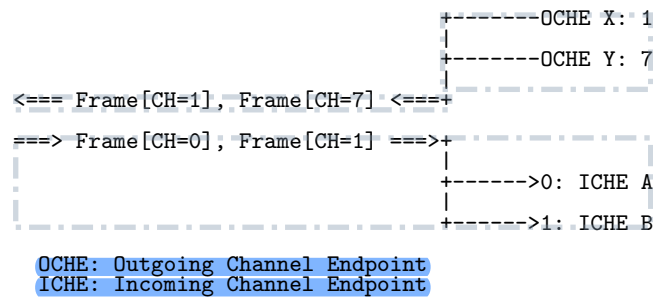 +--------OCHE X: 1
|
+--------OCHE Y: 7
|
<=== Frame[CH=1], Frame[CH=7] <===+
===> Frame[CH=0], Frame[CH=1] ===>+
|
+------>0: ICHE A
|
+------>1: ICHE B
OCHE: Outgoing Channel Endpoint
ICHE: Incoming Channel Endpoint